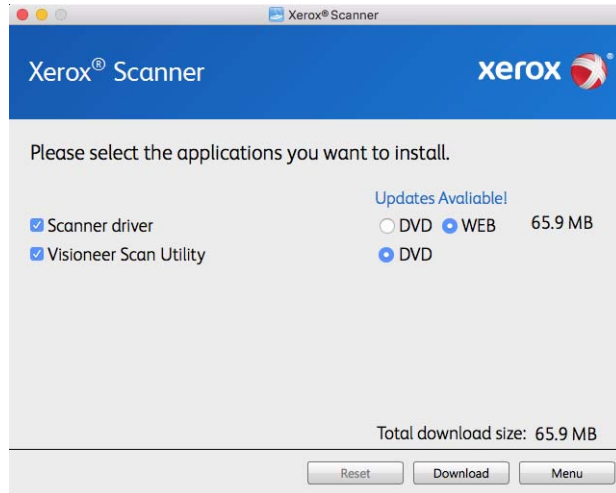 Xerox® Scanner
Xerox® Scanner
xerox ®
Please select the applications you want to install.
Updates Avaliable!
Scanner driver DVD WEB 65.9 MB
Visioneer Scan Utility DVD
Total download size: 65.9 MB
Reset Download Menu